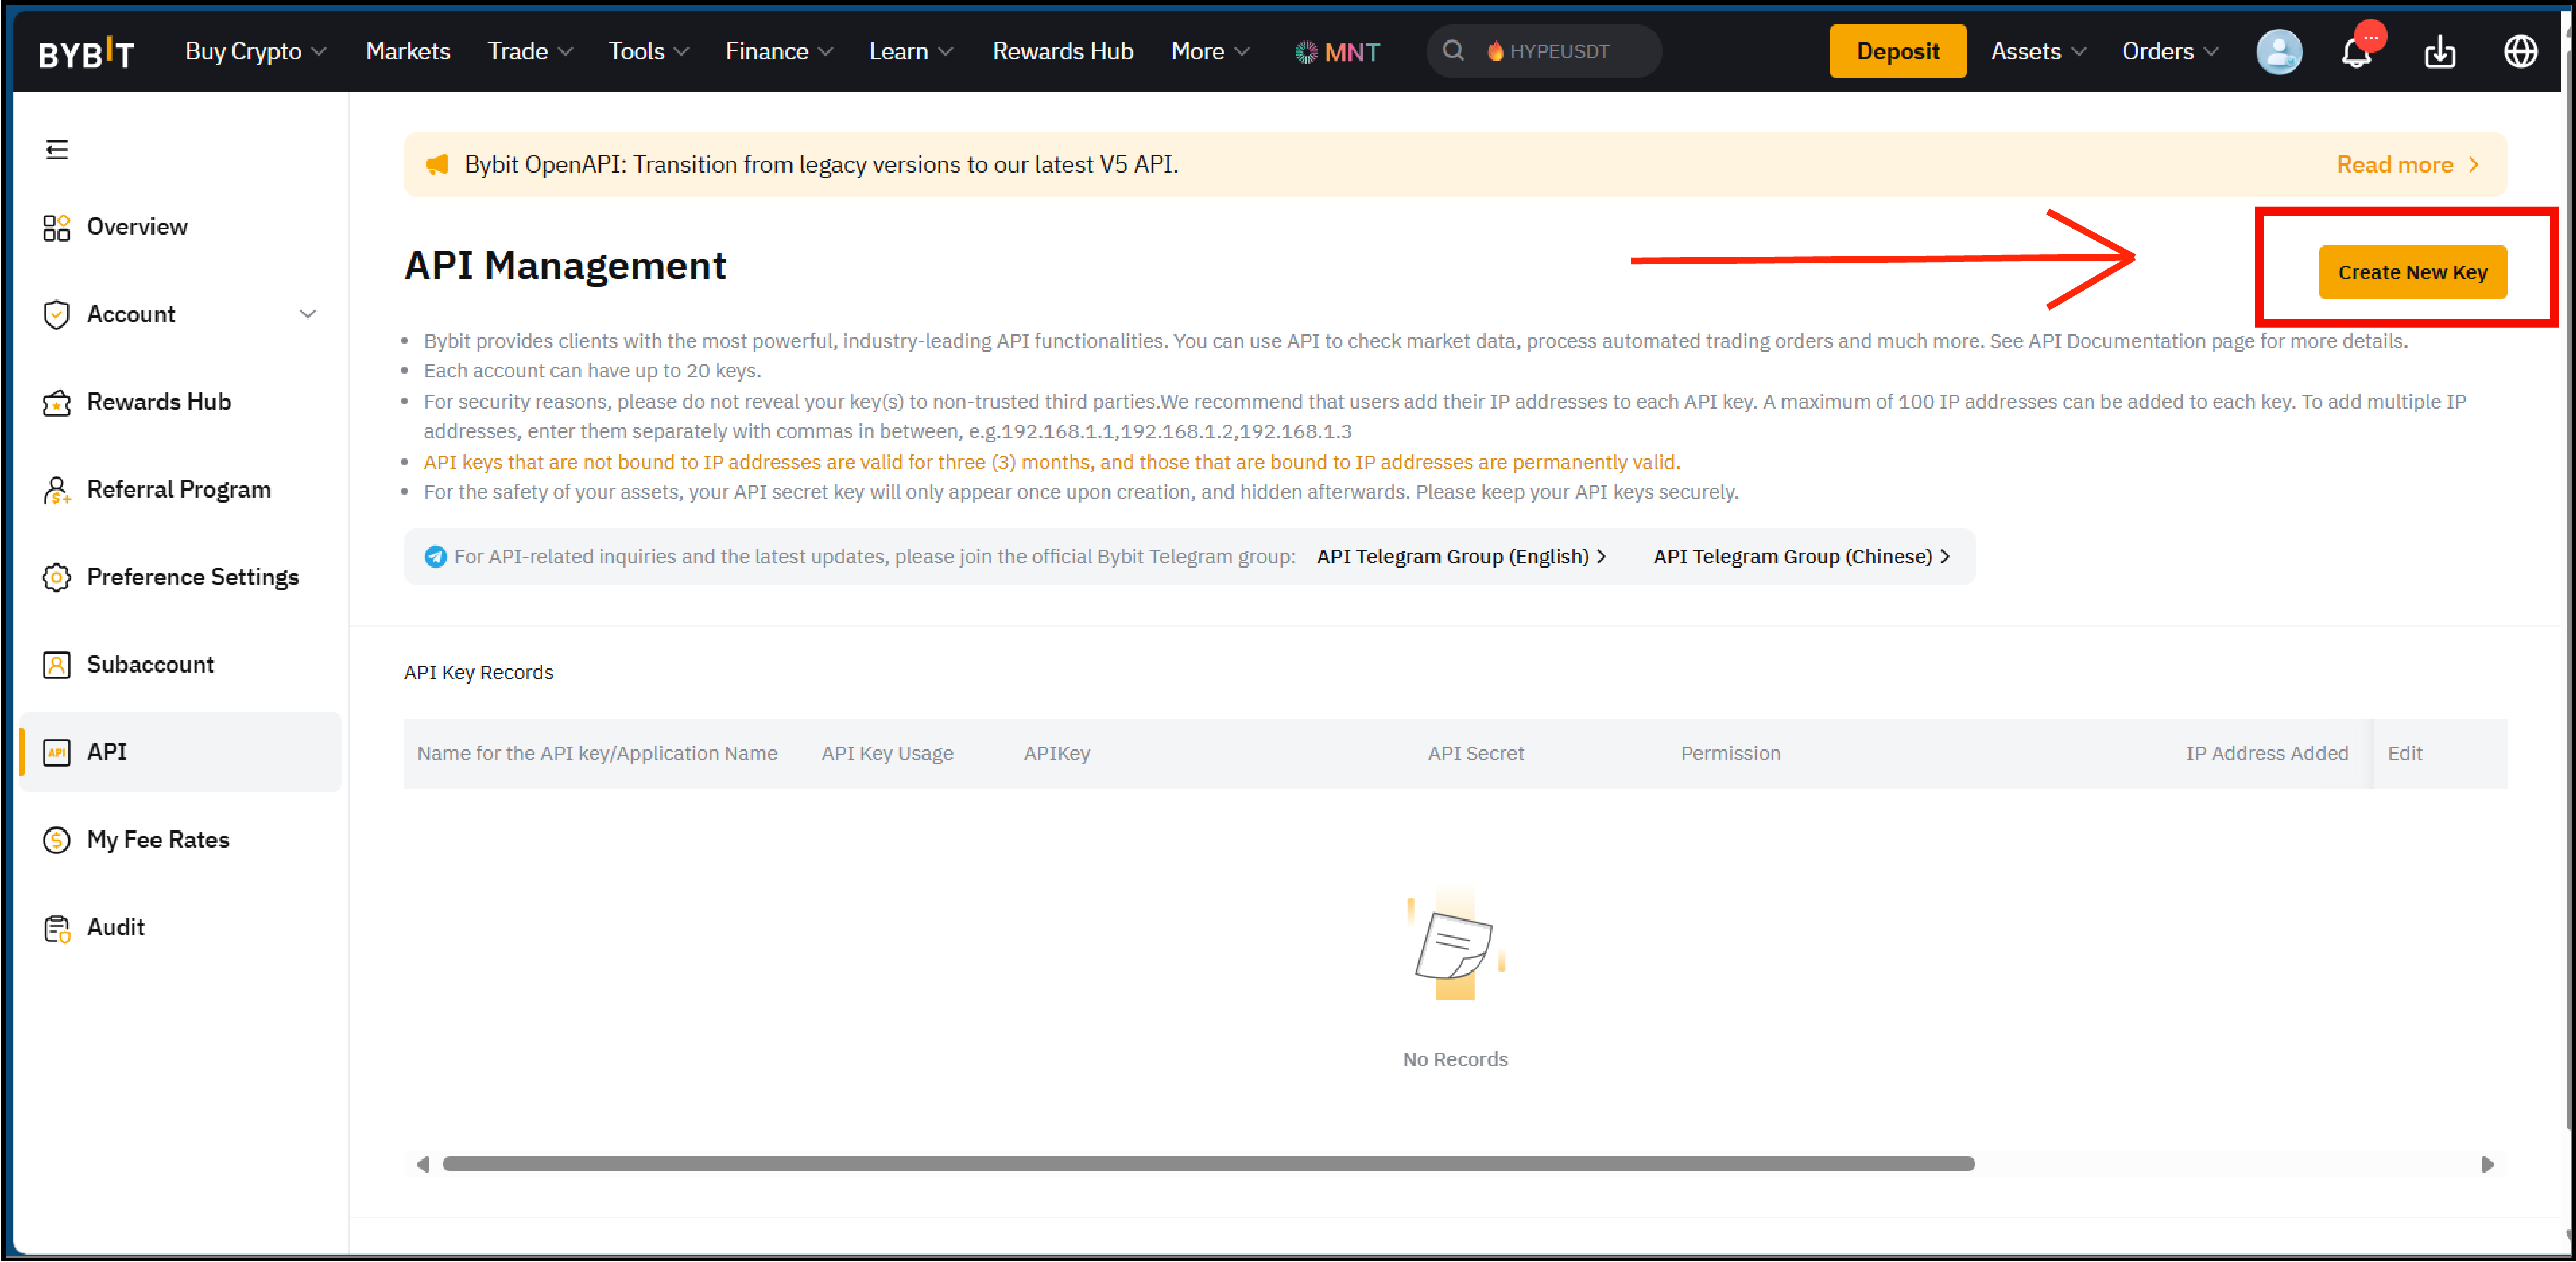 BYBIT
Buy Crypto
Markets
Trade
Tools
Finance
Learn
Rewards Hub
More
MNT
HYPEUSDT
Deposit
Assets
Orders
Overview
Account
Rewards Hub
Referral Program
Preference Settings
Subaccount
API
API
My Fee Rates
Audit
Bybit OpenAPI: Transition from legacy versions to our latest V5 API.
Read more
API Management
Create New Key
Bybit provides clients with the most powerful, industry-leading API functionalities. You can use API to check market data, process automated trading orders and much more. See API Documentation page for more details.
Each account can have up to 20 keys.
For security reasons, please do not reveal your key(s) to non-trusted third parties.We recommend that users add their IP addresses to each API key. A maximum of 100 IP addresses can be added to each key. To add multiple IP
addresses, enter them separately with commas in between, e.g.192.168.1.1,192.168.1.2,192.168.1.3
API keys that are not bound to IP addresses are valid for three (3) months, and those that are bound to IP addresses are permanently valid.
For the safety of your assets, your API secret key will only appear once upon creation, and hidden afterwards. Please keep your API keys securely.
For API-related inquiries and the latest updates, please join the official Bybit Telegram group:
API Telegram Group (English)
API Telegram Group (Chinese)
API Key Records
Name for the API key/Application Name
API Key Usage
APIKey
API Secret
Permission
IP Address Added
Edit
No Records